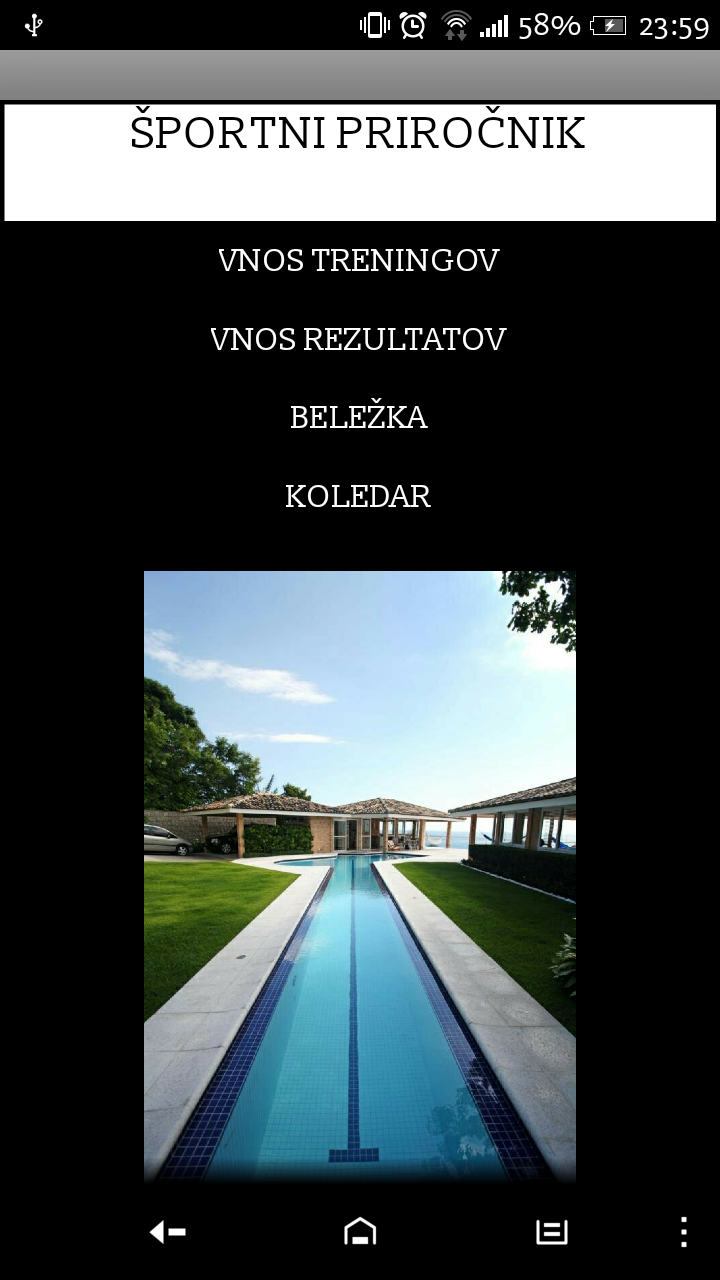 58% 23:59
ŠPORTNI PRIROČNIK
VNOS TRENINGOV
VNOS REZULTATOV
BELEŽKA
KOLEDAR